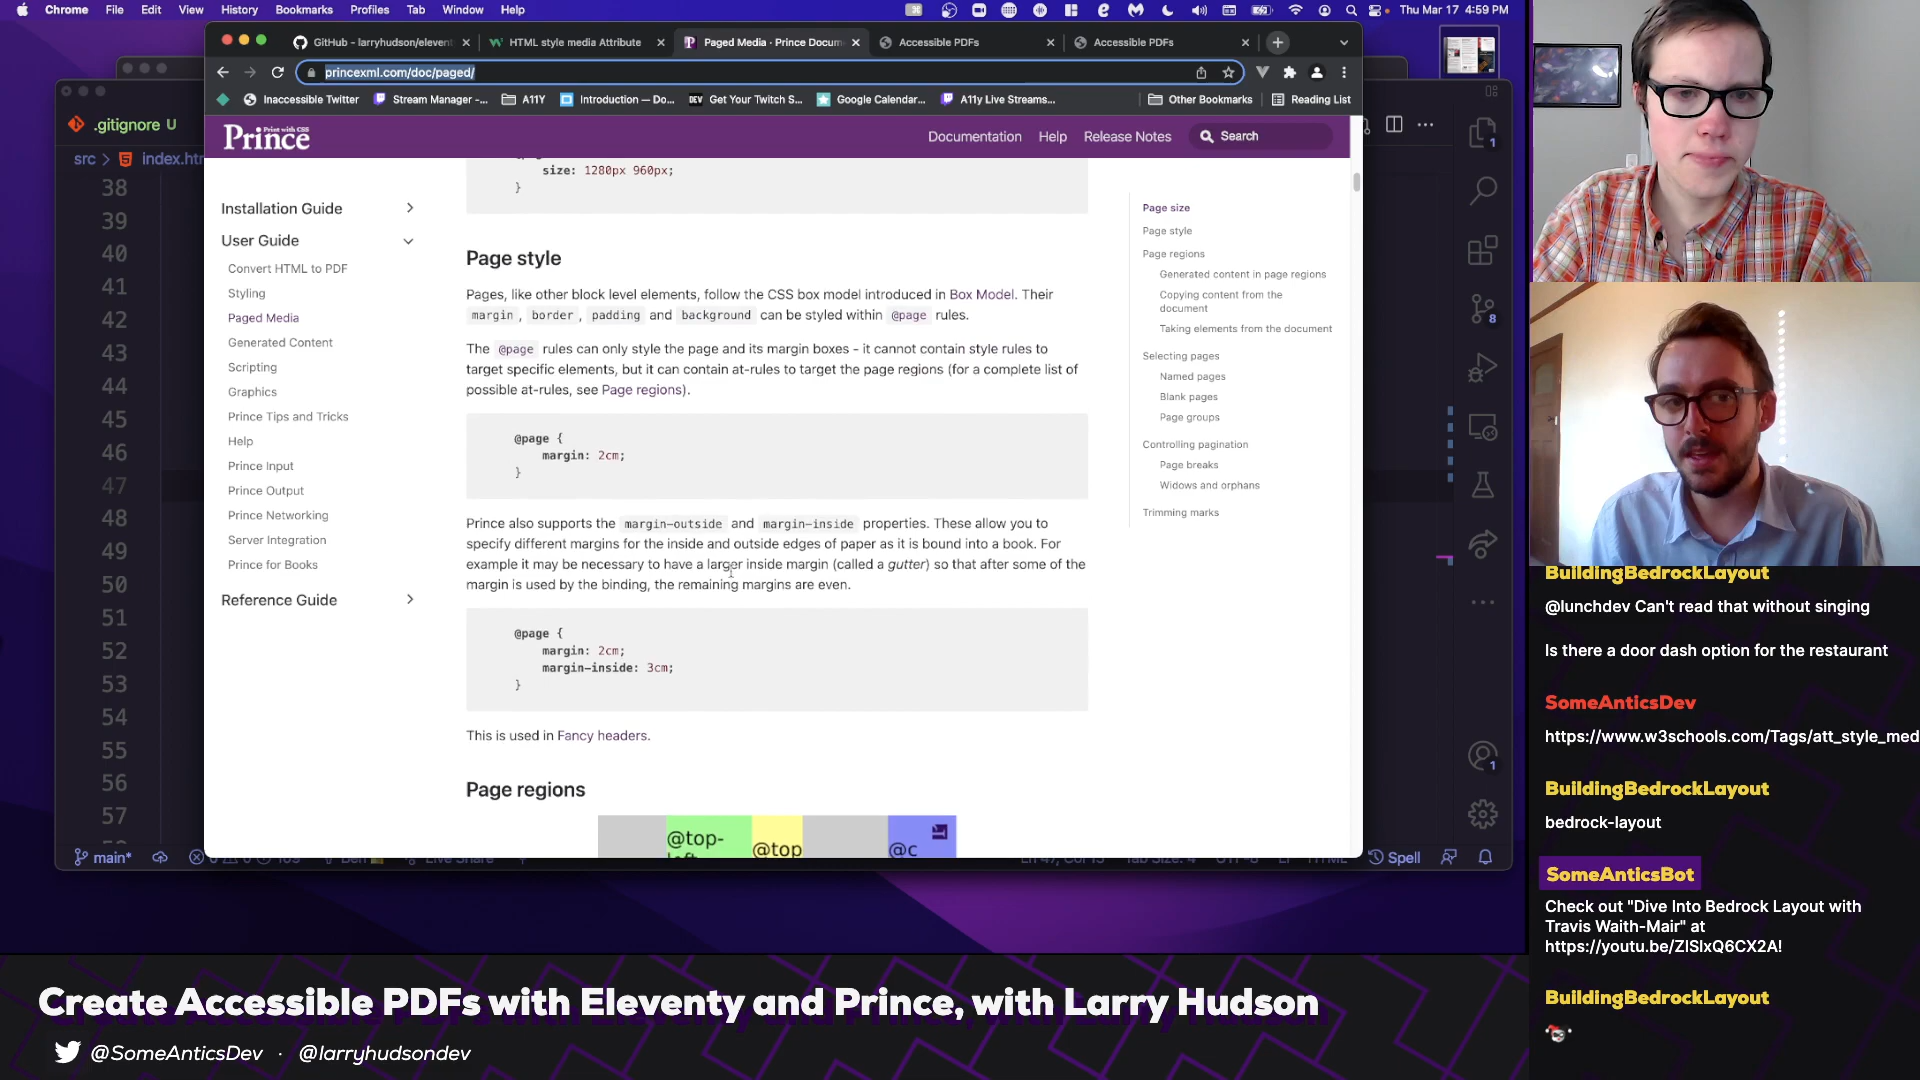 Chrome File Edit View History Bookmarks Profiles Tab Window Help Thu Mar 17 4:59 PM
GitHub - larryhudson/eleven
HTML style media Attribute
Paged Media · Prince Docum
Accessible PDFs
Accessible PDFs
princexml.com/doc/paged/
Inaccessible Twitter
Stream Manager -...
A11Y
Introduction — Do...
Get Your Twitch S...
Google Calendar...
A11y Live Streams...
Other Bookmarks
Reading List
.gitignore U
src > index.ht
38
39
40
41
42
43
44
45
46
47
48
49
50
51
52
53
54
55
56
57
Prince
Print with CSS
Documentation Help Release Notes Search
Installation Guide
User Guide
Convert HTML to PDF
Styling
Paged Media
Generated Content
Scripting
Graphics
Prince Tips and Tricks
Help
Prince Input
Prince Output
Prince Networking
Server Integration
Prince for Books
Reference Guide
size: 1280px 960px;
}
Page style
Pages, like other block level elements, follow the CSS box model introduced in Box Model. Their
margin, border, padding and background can be styled within @page rules.
The @page rules can only style the page and its margin boxes - it cannot contain style rules to
target specific elements, but it can contain at-rules to target the page regions (for a complete list of
possible at-rules, see Page regions).
@page {
margin: 2cm;
}
Prince also supports the margin-outside and margin-inside properties. These allow you to
specify different margins for the inside and outside edges of paper as it is bound into a book. For
example it may be necessary to have a larger inside margin (called a gutter) so that after some of the
margin is used by the binding, the remaining margins are even.
@page {
margin: 2cm;
margin-inside: 3cm;
}
This is used in Fancy headers.
Page regions
@top-
@top
@c
Page size
Page style
Page regions
Generated content in page regions
Copying content from the
document
Taking elements from the document
Selecting pages
Named pages
Blank pages
Page groups
Controlling pagination
Page breaks
Widows and orphans
Trimming marks
1
8
1
main*
Live Share
Spell
BuildingBedrockLayout
@lunchdev Can't read that without singing
Is there a door dash option for the restaurant
SomeAnticsDev
https://www.w3schools.com/Tags/att_style_med
BuildingBedrockLayout
bedrock-layout
SomeAnticsBot
Check out "Dive Into Bedrock Layout with
Travis Waith-Mair" at
https://youtu.be/ZISIxQ6CX2A!
BuildingBedrockLayout
Create Accessible PDFs with Eleventy and Prince, with Larry Hudson
@SomeAnticsDev · @larryhudsondev